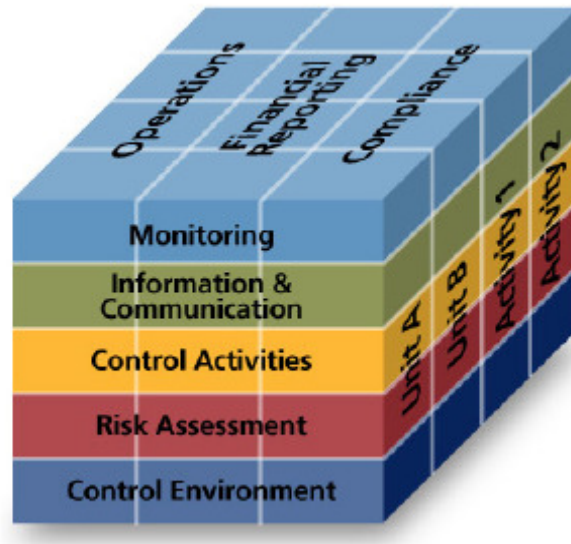 Operations
Financial
Reporting
Compliance
Monitoring
Information &
Communication
Control Activities
Risk Assessment
Control Environment
Unit A
Unit B
Activity 1
Activity 2